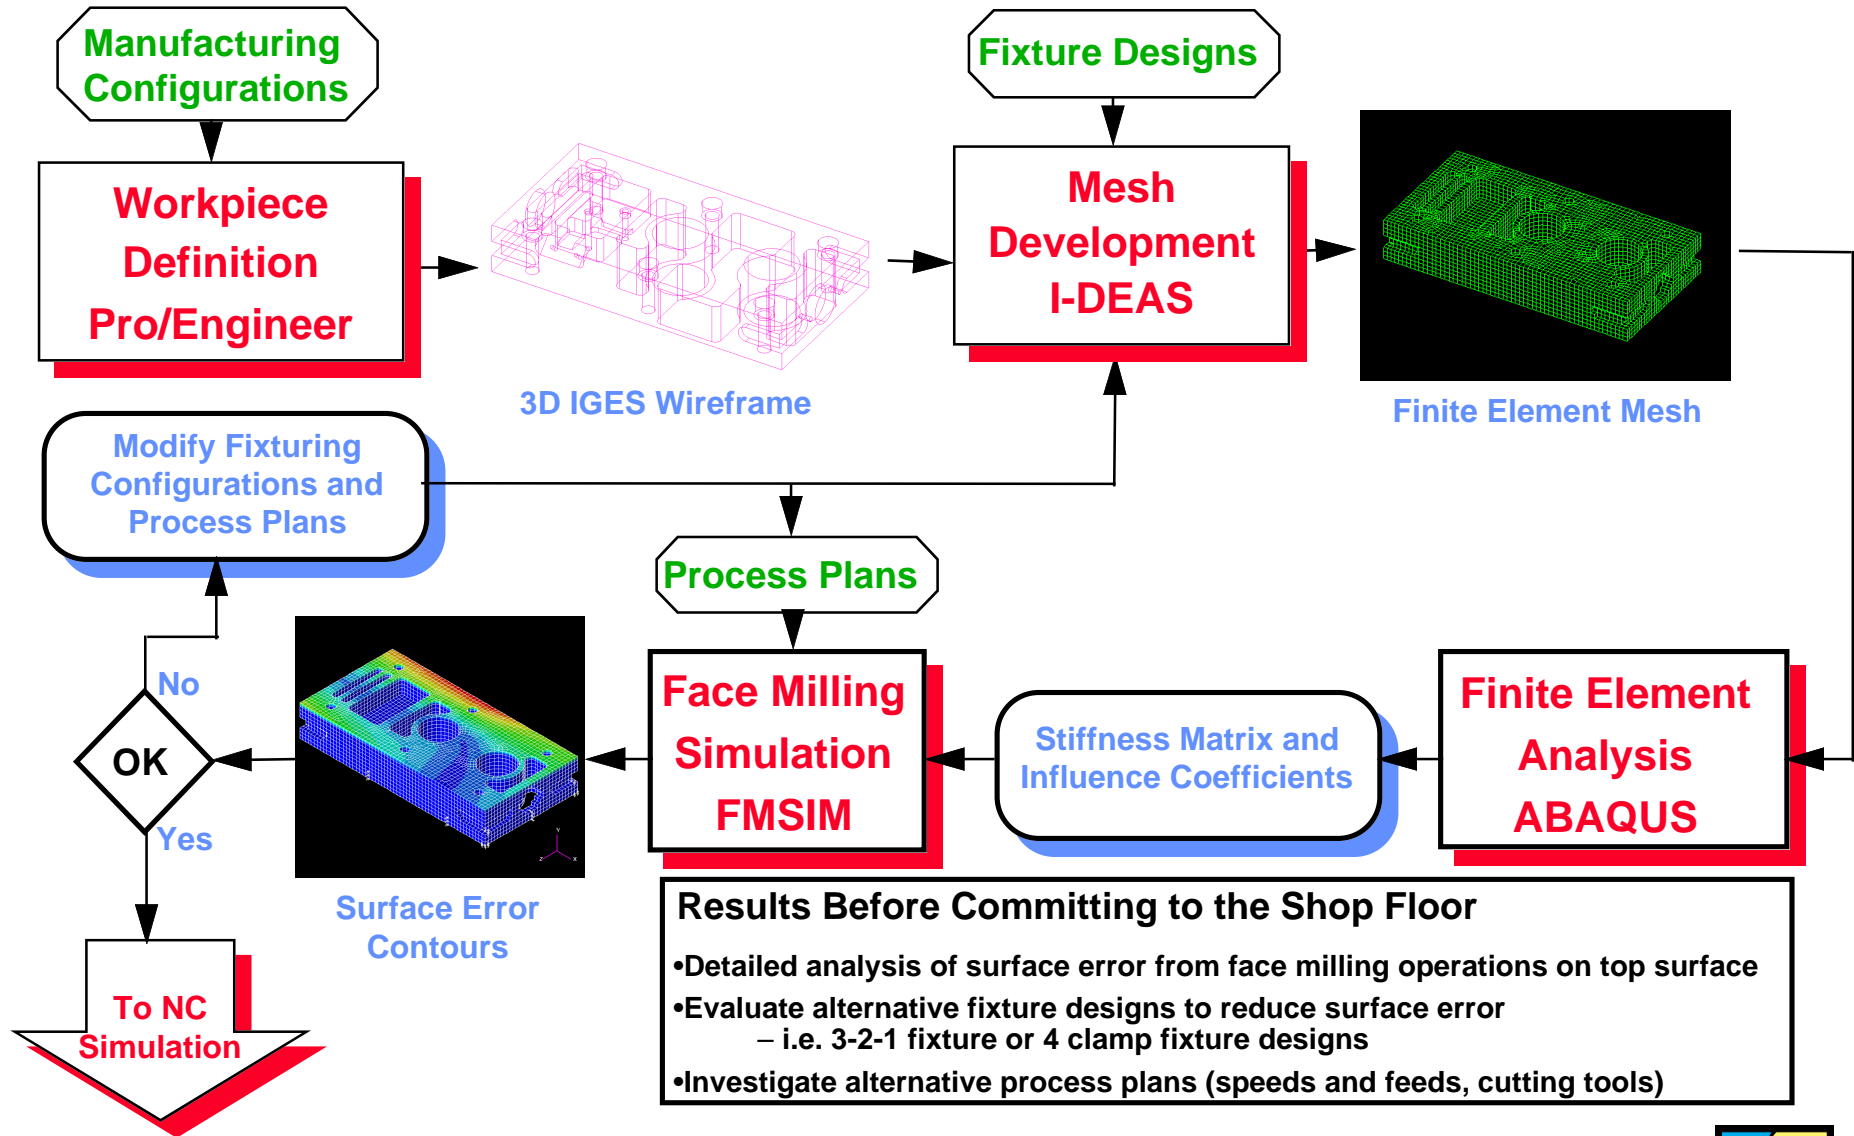 Manufacturing
Configurations
Fixture Designs
Workpiece
Definition
Pro/Engineer
Mesh
Development
I-DEAS
3D IGES Wireframe
Finite Element Mesh
Modify Fixturing
Configurations and
Process Plans
Process Plans
No
OK
Yes
Face Milling
Simulation
FMSIM
Stiffness Matrix and
Influence Coefficients
Finite Element
Analysis
ABAQUS
Y
Z
X
Surface Error
Contours
To NC
Simulation
Results Before Committing to the Shop Floor
•Detailed analysis of surface error from face milling operations on top surface
•Evaluate alternative fixture designs to reduce surface error
– i.e. 3-2-1 fixture or 4 clamp fixture designs
•Investigate alternative process plans (speeds and feeds, cutting tools)